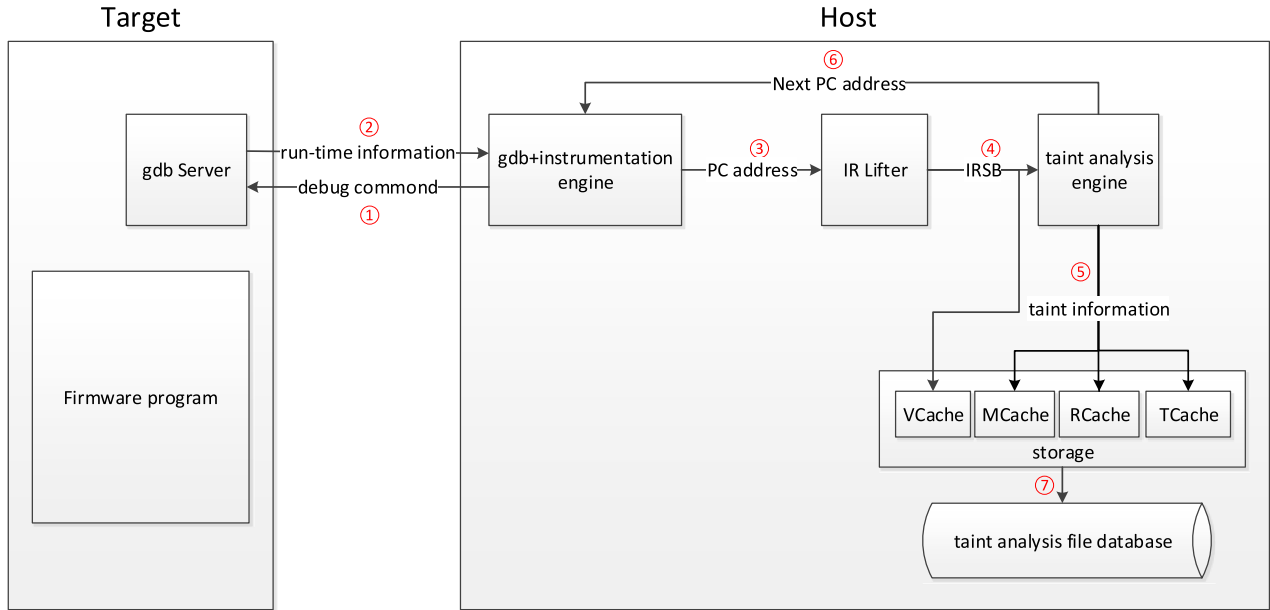 Target
Host
⑥
Next PC address
②
run-time information
gdb Server
debug commond
①
gdb+instrumentation
engine
③
PC address
IR Lifter
④
IRSB
taint analysis
engine
⑤
taint information
Firmware program
VCache
MCache
RCache
TCache
storage
⑦
taint analysis file database